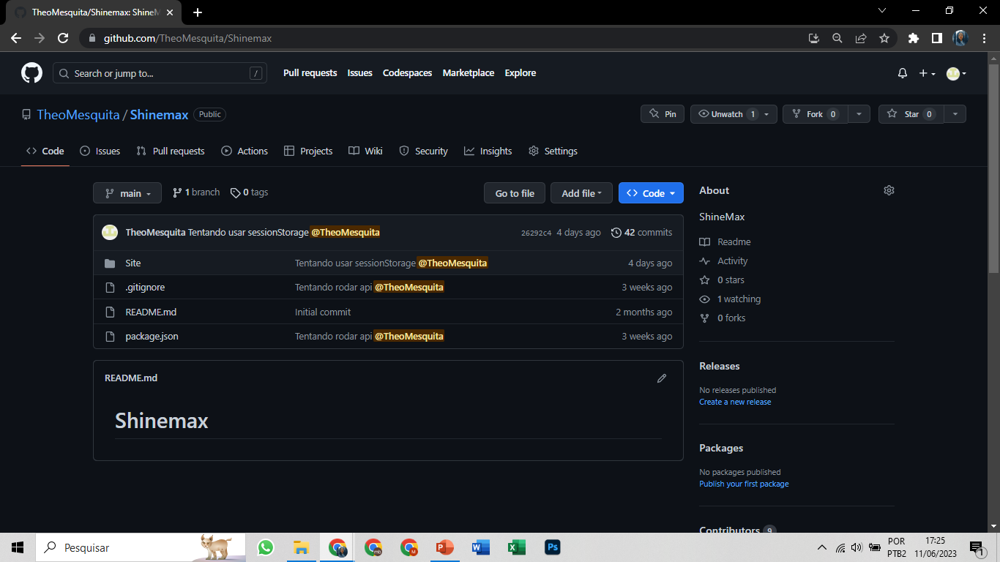 TheoMesquita/Shinemax: ShineM
github.com/TheoMesquita/Shinemax
Search or jump to... /
Pull requests Issues Codespaces Marketplace Explore
TheoMesquita / Shinemax Public
Pin Unwatch 1 Fork 0 Star 0
Code Issues Pull requests Actions Projects Wiki Security Insights Settings
main 1 branch 0 tags Go to file Add file Code
TheoMesquita Tentando usar sessionStorage @TheoMesquita 26292c4 4 days ago 42 commits
Site Tentando usar sessionStorage @TheoMesquita 4 days ago
.gitignore Tentando rodar api @TheoMesquita 3 weeks ago
README.md Initial commit 2 months ago
package.json Tentando rodar api @TheoMesquita 3 weeks ago
README.md
Shinemax
About
ShineMax
Readme
Activity
0 stars
1 watching
0 forks
Releases
No releases published
Create a new release
Packages
No packages published
Publish your first package
Contributors 9
Pesquisar
mb
M
P
W
X
Ps
POR
PTB2
17:25
11/06/2023
1